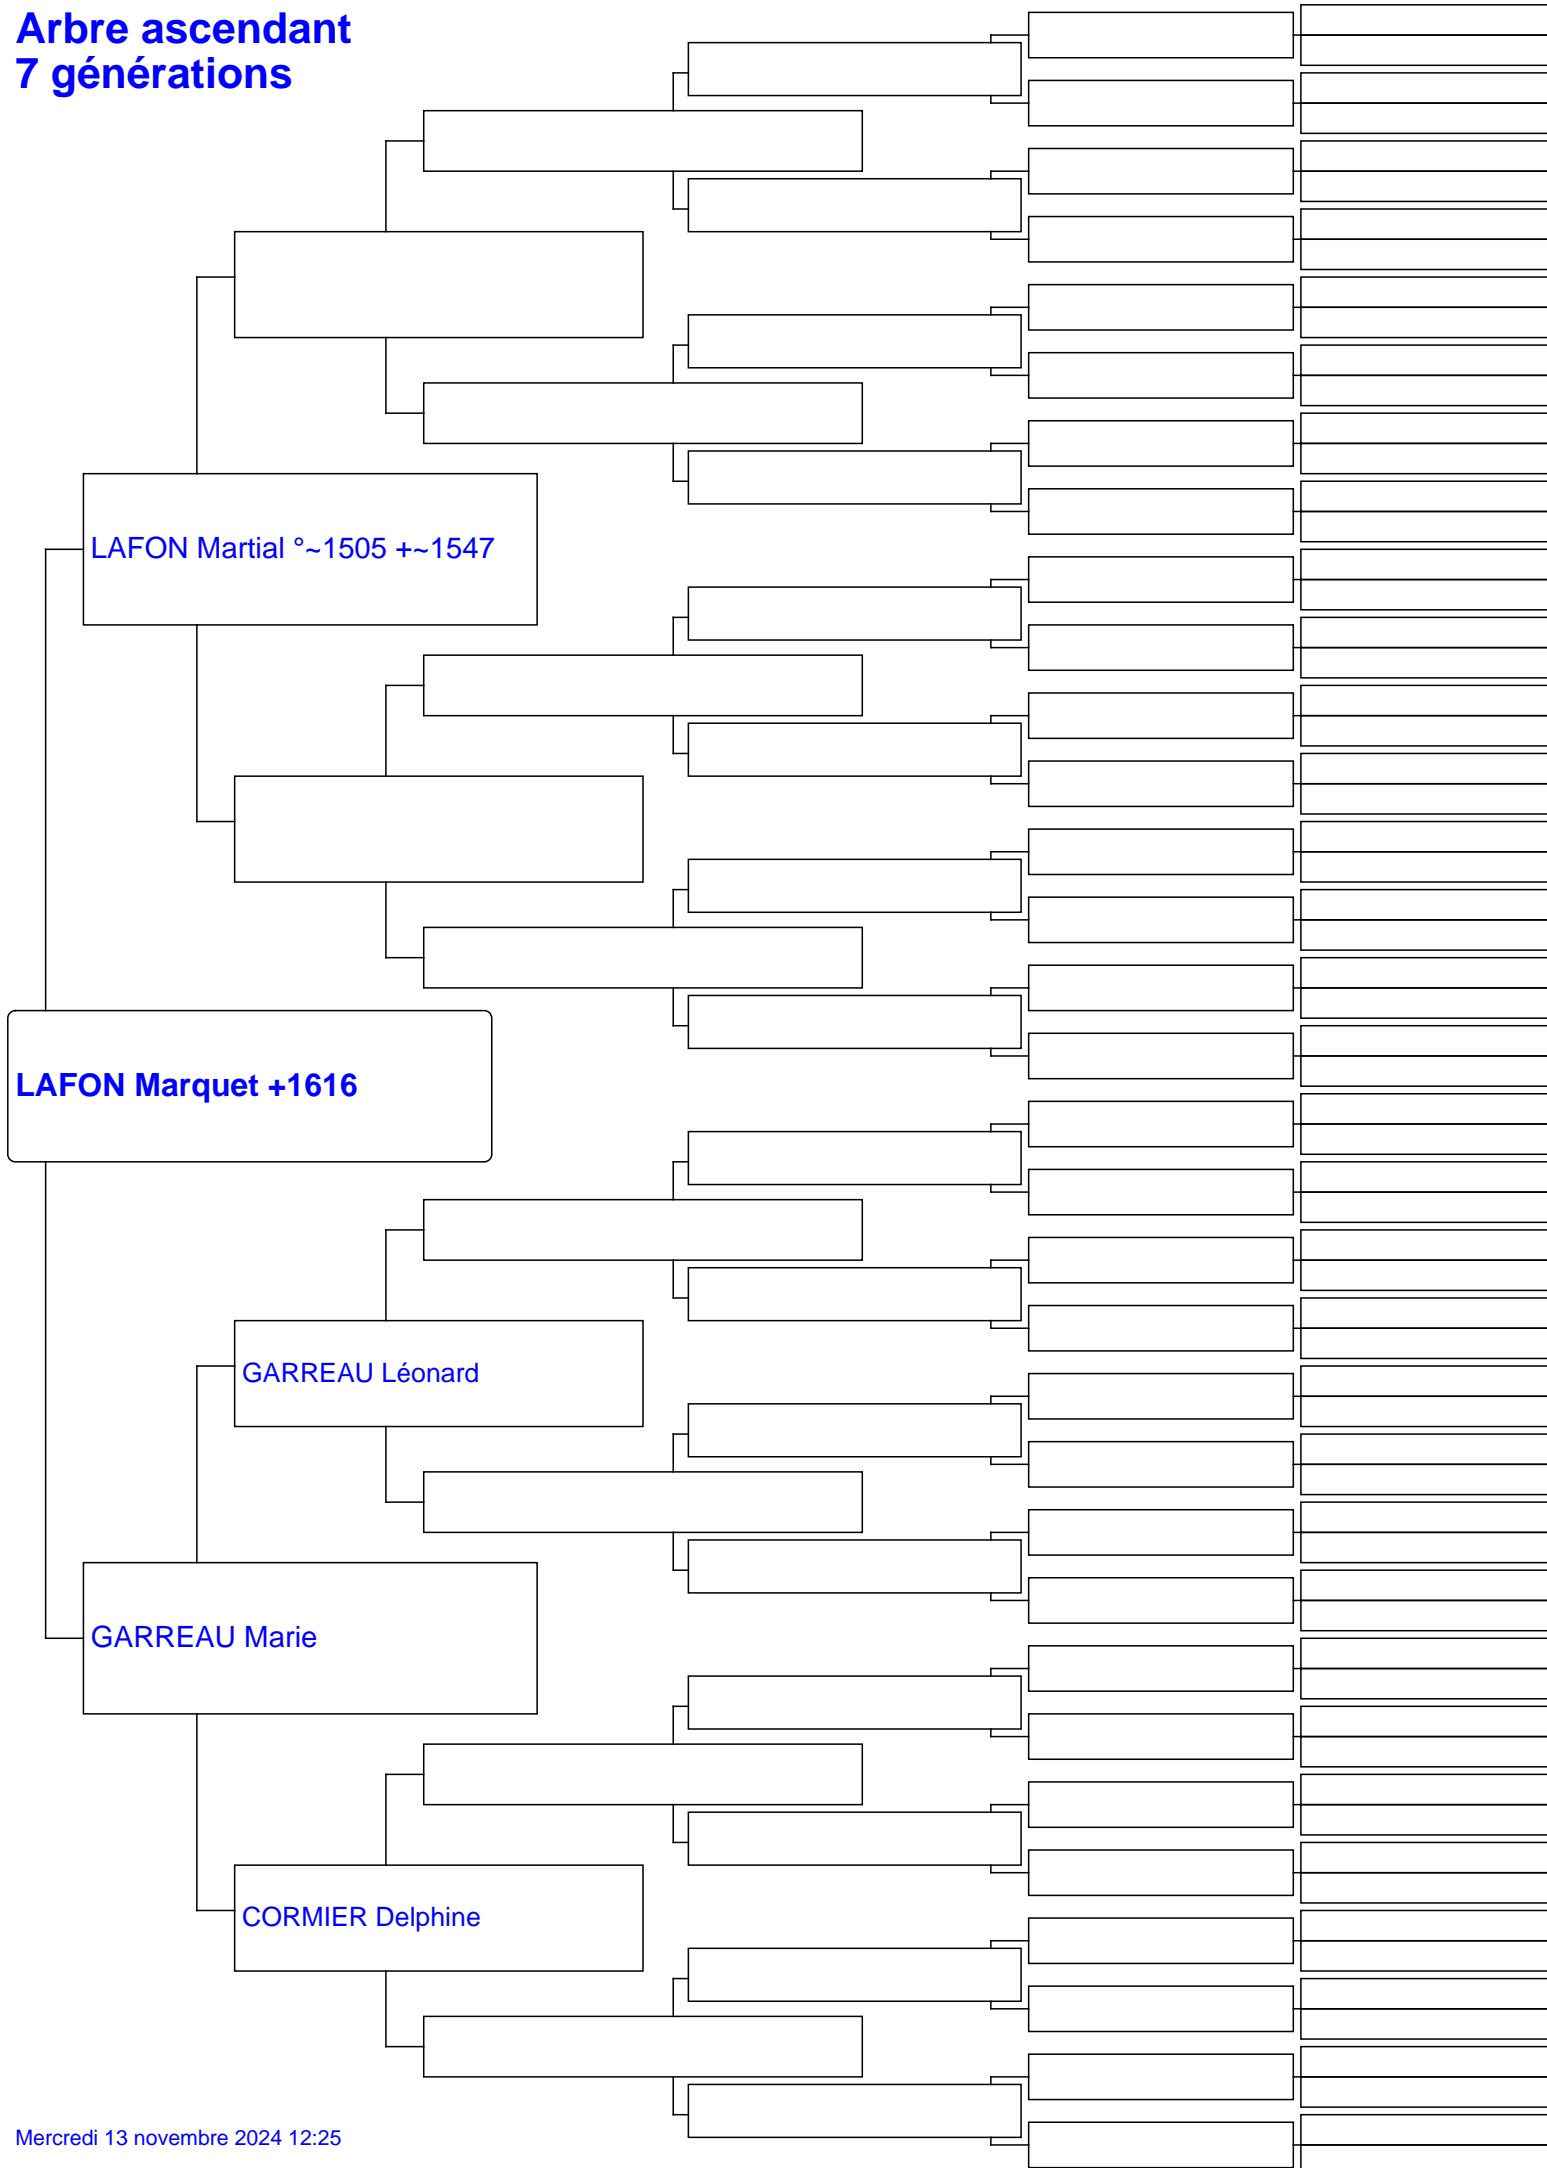 Arbre ascendant
7 générations
LAFON Martial °~1505 +~1547
LAFON Marquet +1616
GARREAU Léonard
GARREAU Marie
CORMIER Delphine
Mercredi 13 novembre 2024 12:25